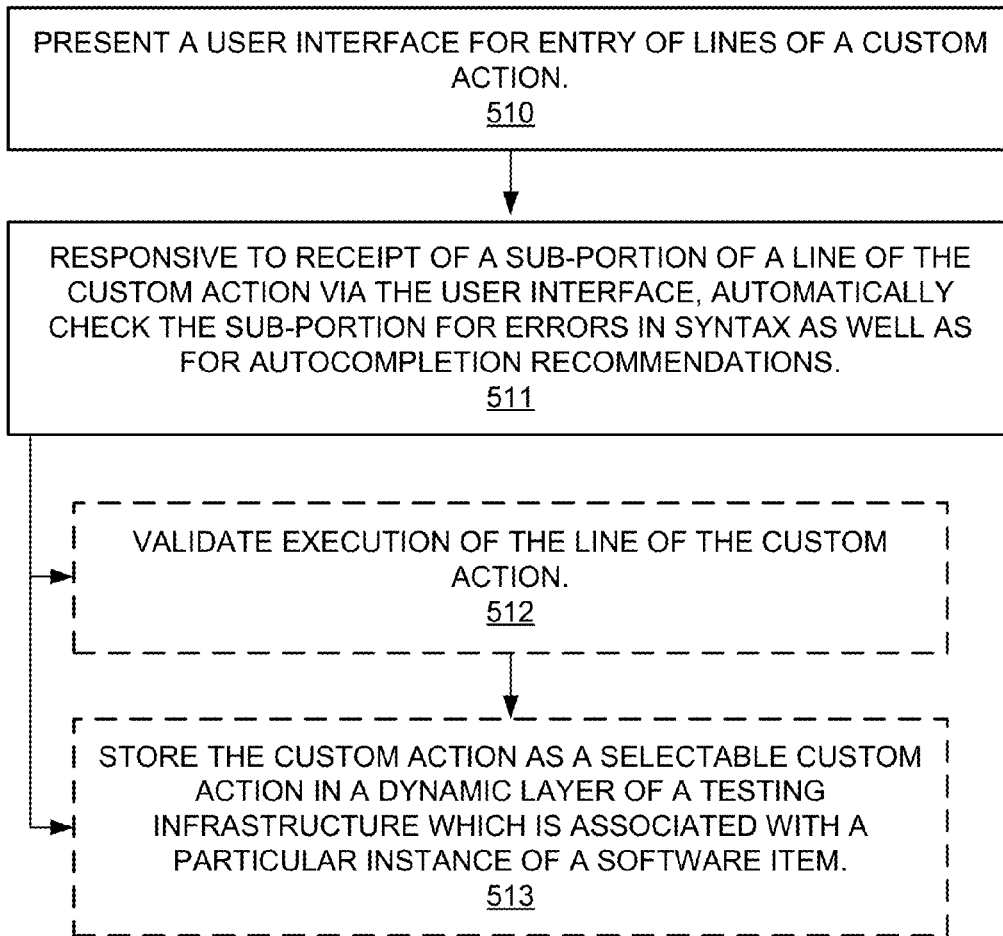 PRESENT A USER INTERFACE FOR ENTRY OF LINES OF A CUSTOM
ACTION.
510
RESPONSIVE TO RECEIPT OF A SUB-PORTION OF A LINE OF THE
CUSTOM ACTION VIA THE USER INTERFACE, AUTOMATICALLY
CHECK THE SUB-PORTION FOR ERRORS IN SYNTAX AS WELL AS
FOR AUTOCOMPLETION RECOMMENDATIONS.
511
VALIDATE EXECUTION OF THE LINE OF THE CUSTOM
ACTION.
512
STORE THE CUSTOM ACTION AS A SELECTABLE CUSTOM
ACTION IN A DYNAMIC LAYER OF A TESTING
INFRASTRUCTURE WHICH IS ASSOCIATED WITH A
PARTICULAR INSTANCE OF A SOFTWARE ITEM.
513